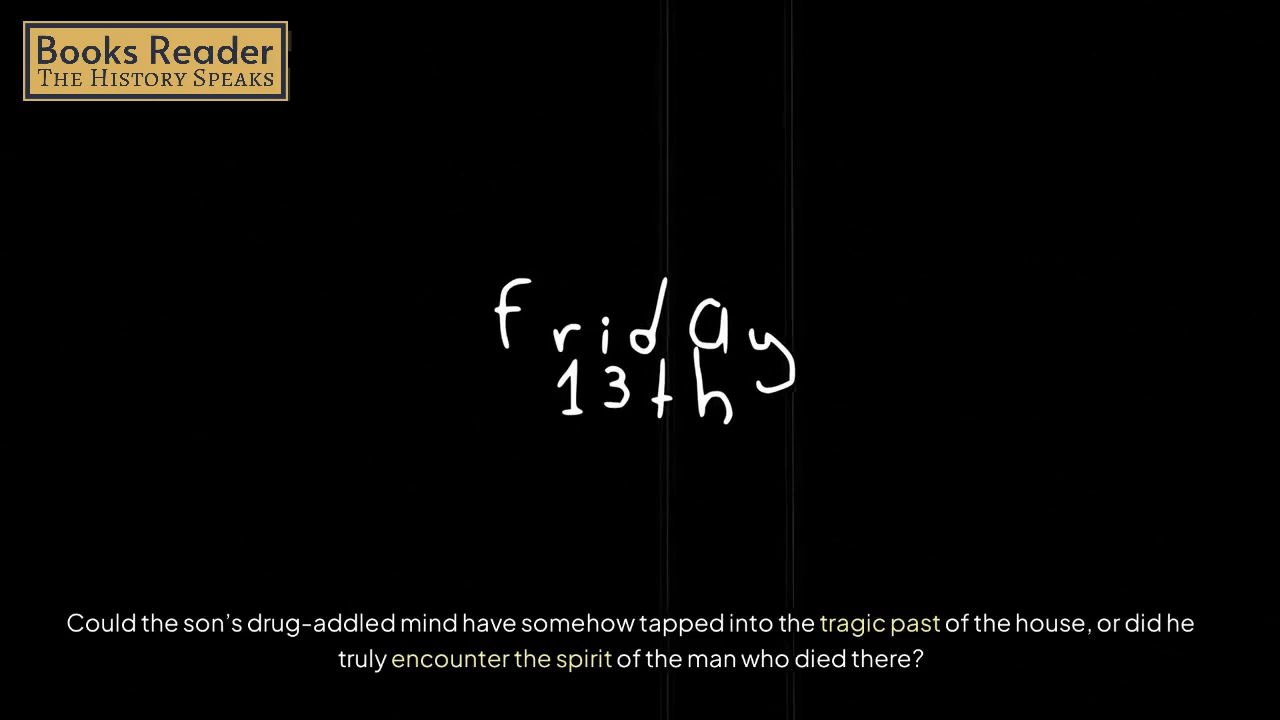 Books Reader
The History Speaks
friday
13th
Could the son's drug-addled mind have somehow tapped into the tragic past of the house, or did he
truly encounter the spirit of the man who died there?